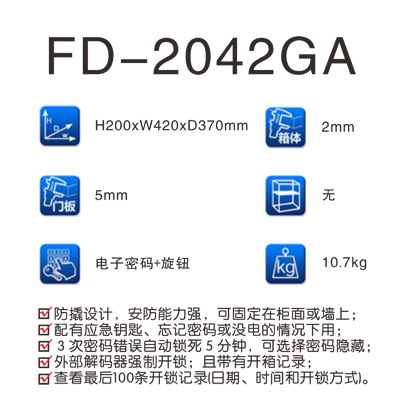 FD-2042GA
H200xW420xD370mm
箱体
2mm
门板
5mm
无
电子密码+旋钮
kg
10.7kg
防撬设计，安防能力强，可固定在柜面或墙上；
配有应急钥匙、忘记密码或没电的情况下用；
3次密码错误自动锁死5分钟，可选择密码隐藏；
外部解码器强制开锁；且带有开箱记录；
查看最后100条开锁记录(日期、时间和开锁方式)。